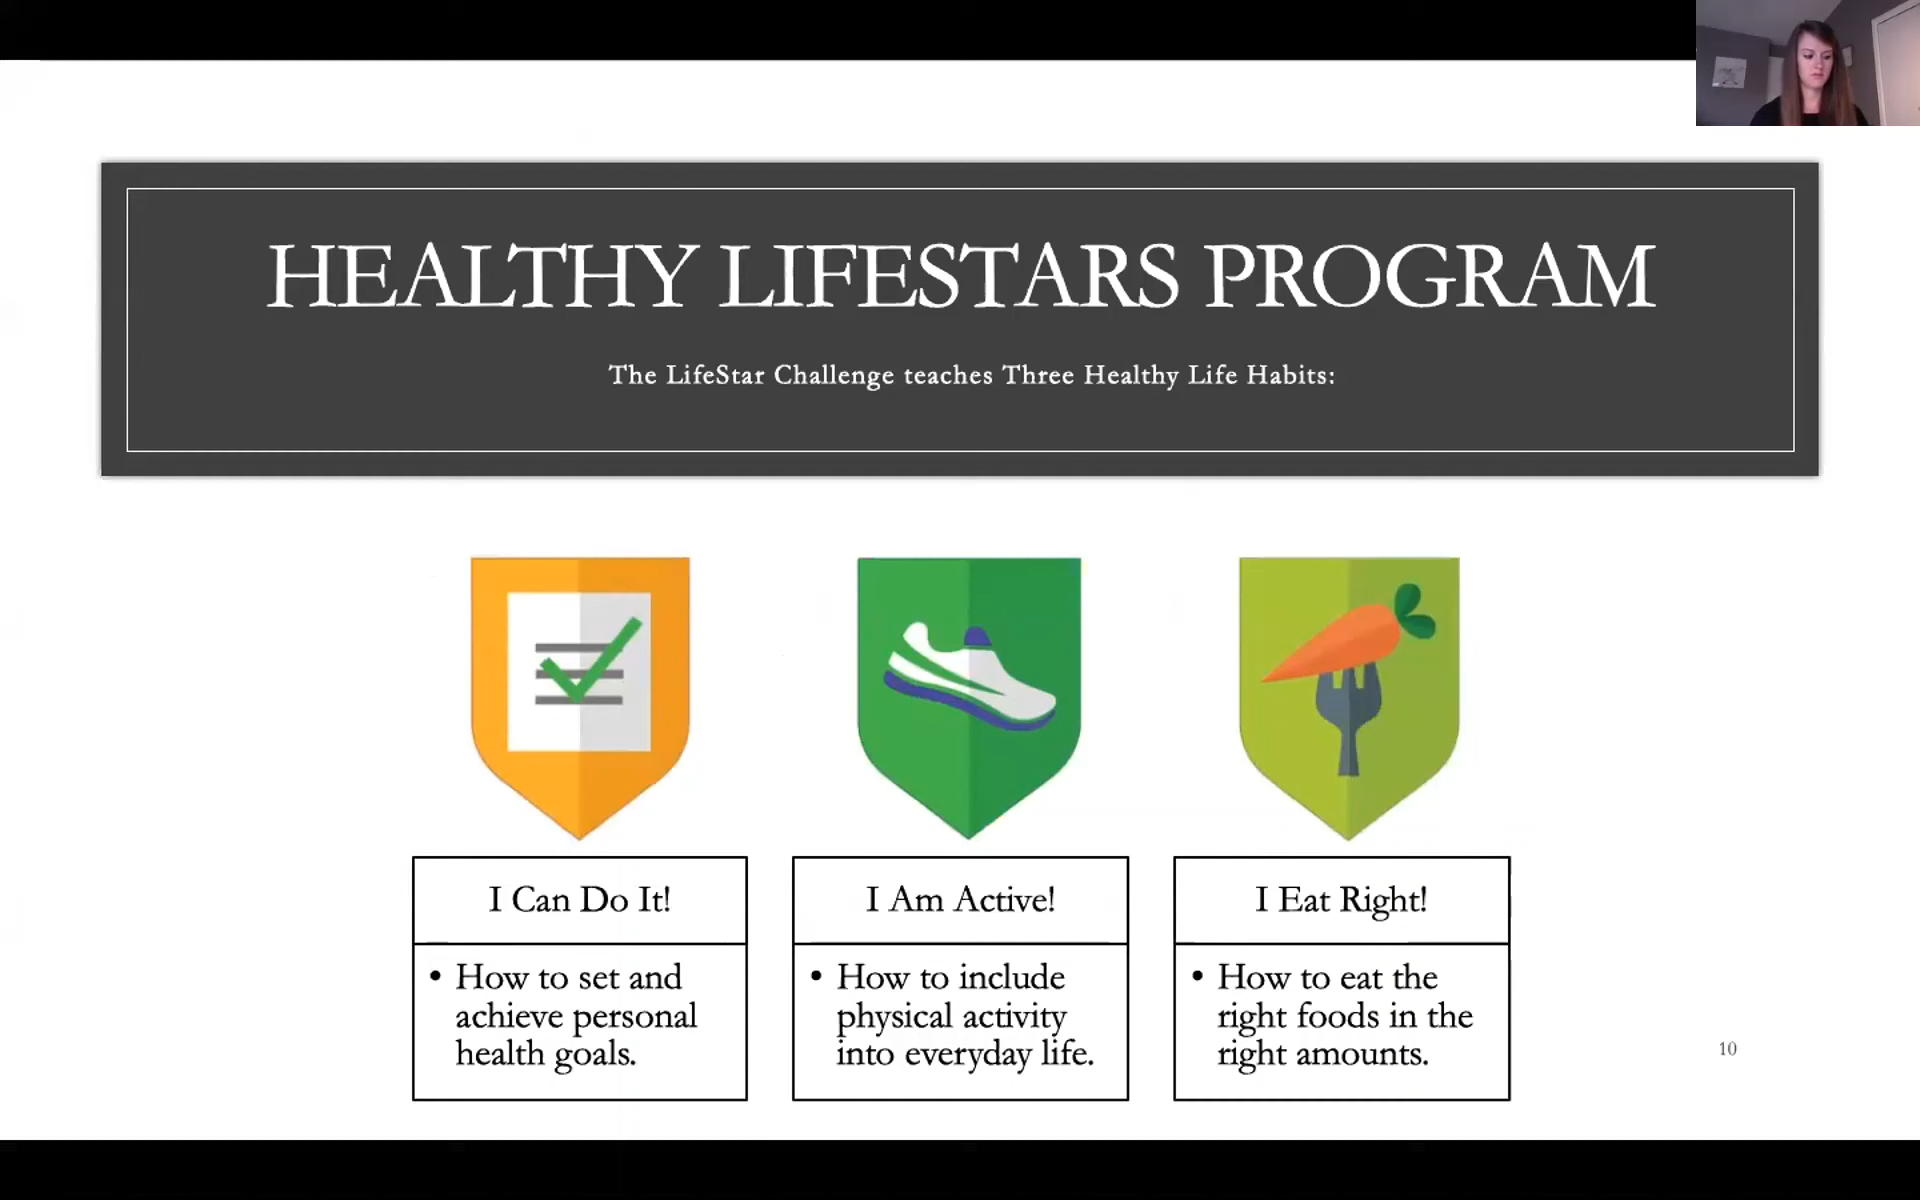 HEALTHY LIFESTARS PROGRAM
The LifeStar Challenge teaches Three Healthy Life Habits:
I Can Do It!
• How to set and
achieve personal
health goals.
I Am Active!
• How to include
physical activity
into everyday life.
I Eat Right!
• How to eat the
right foods in the
right amounts.
10